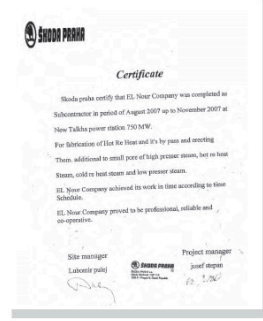 ŠKODA PRAHA
Certificate
Skoda praha certify that EL Nour Company was completed as
Subcontractor in period of August 2007 up to November 2007 at
New Talkha power station 750 MW.
For fabrication of Hot Re Heat and it's by pass and erecting
Them. additional to small pore of high presser steam, hot re heat
Steam, cold re heat steam and low presser steam.
EL Nour Company achieved its work in time according to time
Schedule.
EL Nour Company proved to be professional, reliable and
co-operative.
Site manager
Project manager
Lubomir pulej
ŠKODA PRAHA
josef stepan